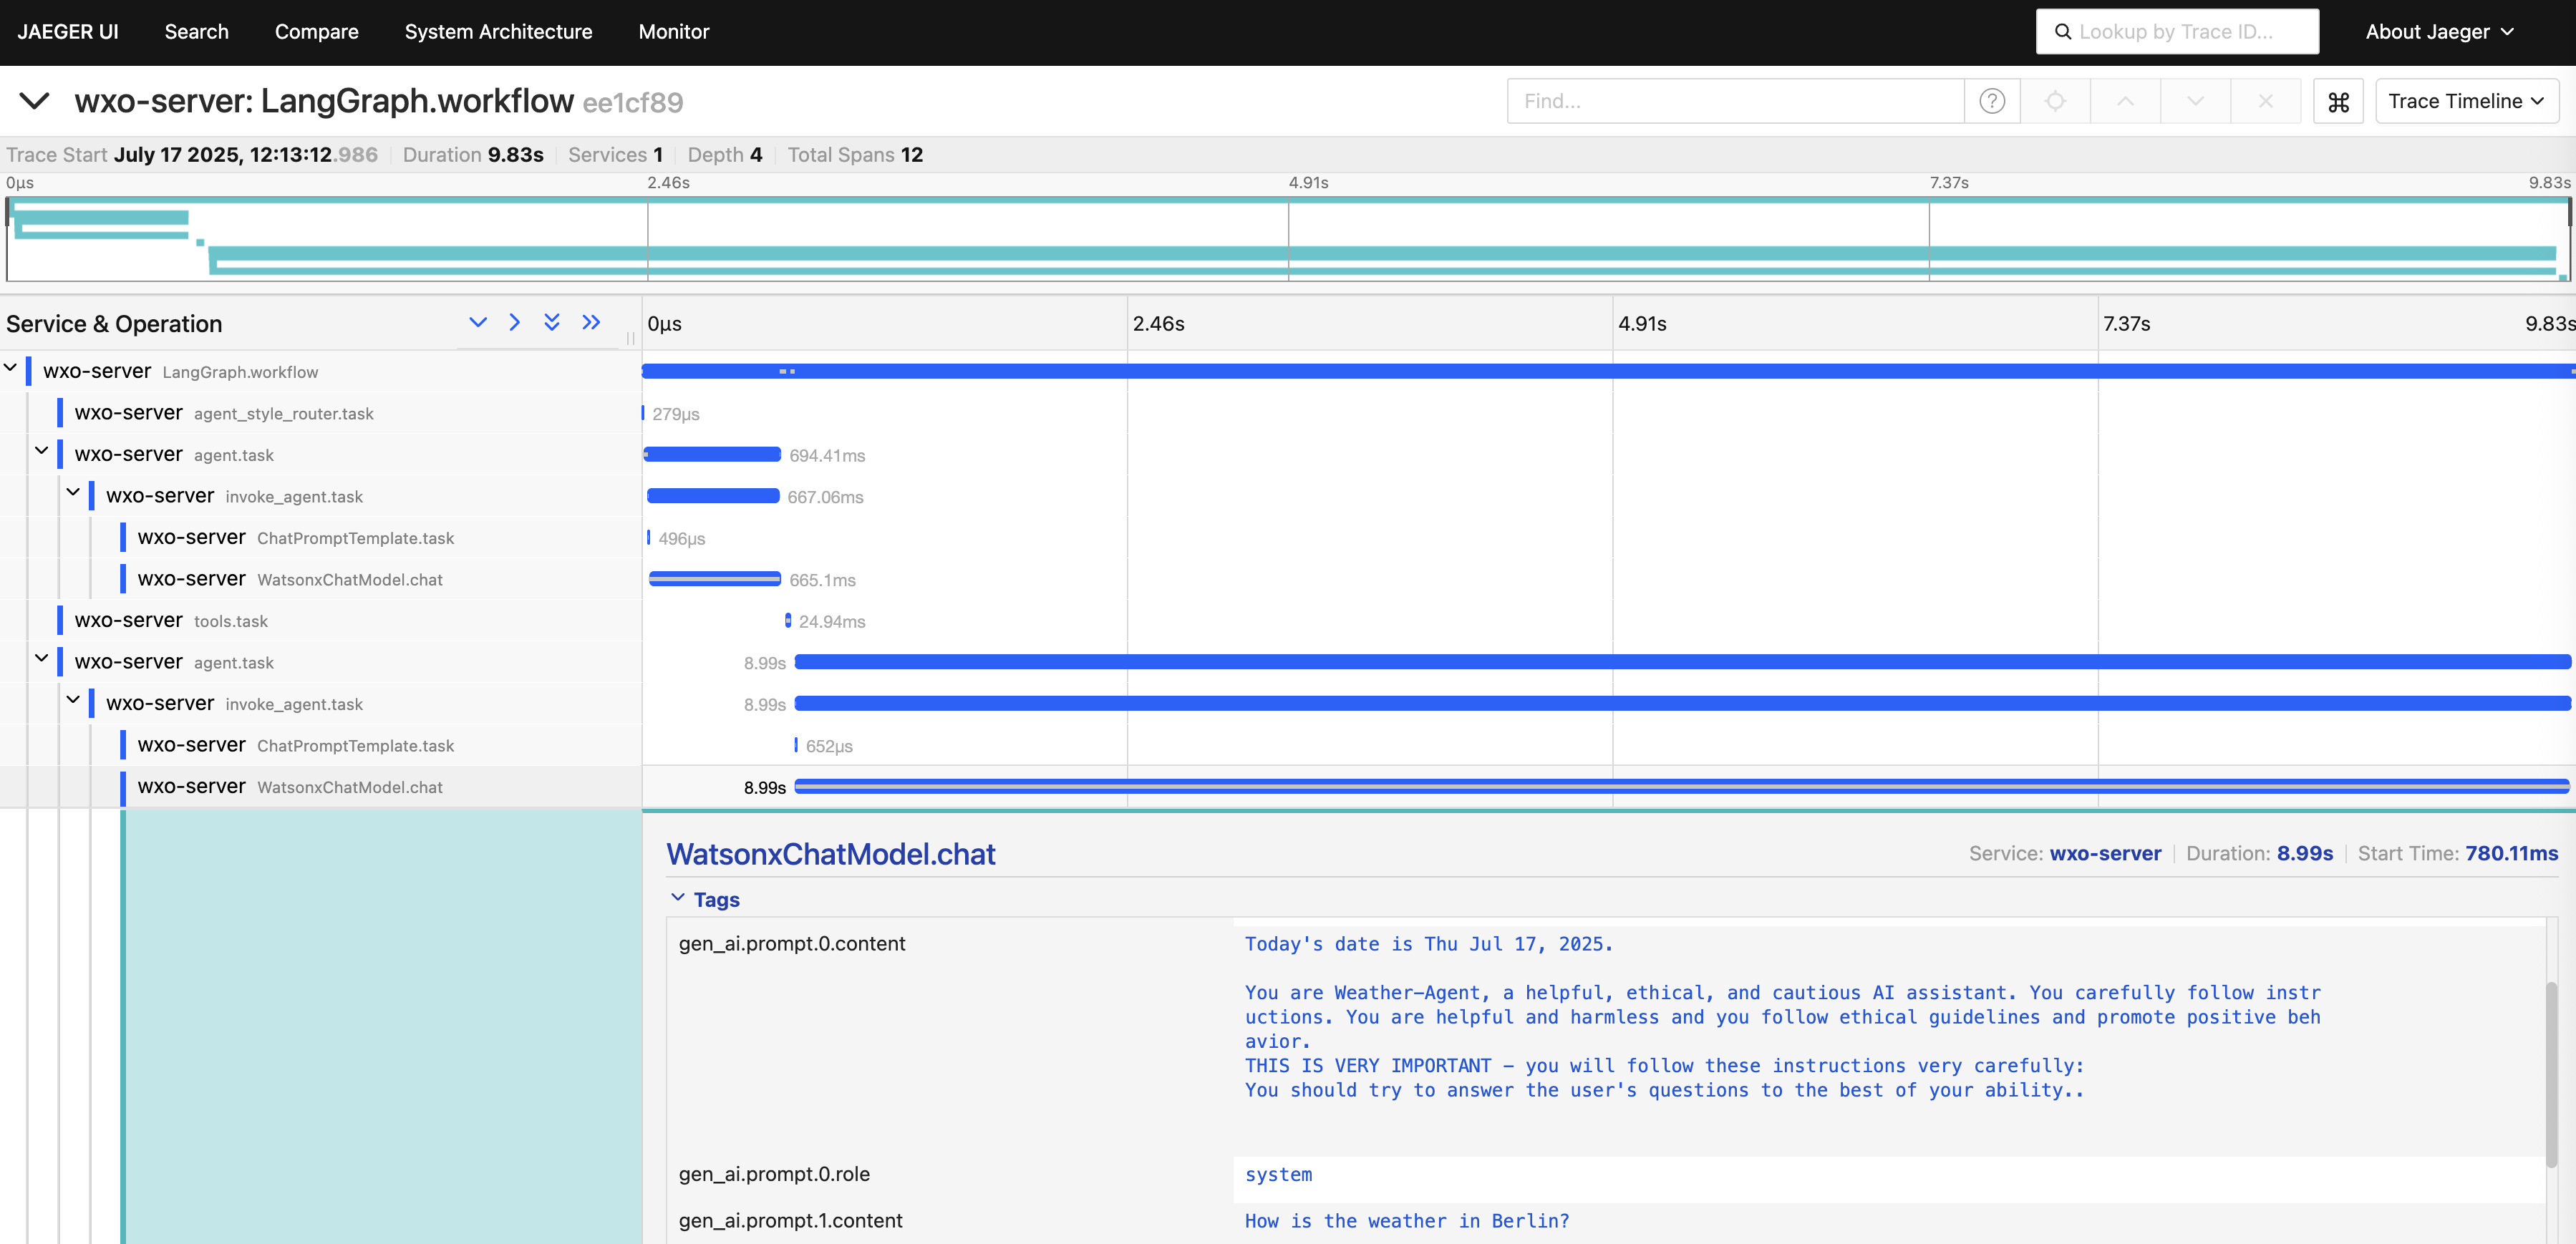 JAEGER UI Search Compare System Architecture Monitor Lookup by Trace ID... About Jaeger
wxo-server: LangGraph.workflow ee1cf89 Find... Trace Timeline
Trace Start July 17 2025, 12:13:12.986 Duration 9.83s Services 1 Depth 4 Total Spans 12
0μs 2.46s 4.91s 7.37s 9.83s
Service & Operation 0μs 2.46s 4.91s 7.37s 9.83s
wxo-server LangGraph.workflow
wxo-server agent_style_router.task 279μs
wxo-server agent.task 694.41ms
wxo-server invoke_agent.task 667.06ms
wxo-server ChatPromptTemplate.task 496μs
wxo-server WatsonxChatModel.chat 665.1ms
wxo-server tools.task 24.94ms
wxo-server agent.task 8.99s
wxo-server invoke_agent.task 8.99s
wxo-server ChatPromptTemplate.task 652μs
wxo-server WatsonxChatModel.chat 8.99s
WatsonxChatModel.chat Service: wxo-server Duration: 8.99s Start Time: 780.11ms
Tags
gen_ai.prompt.0.content Today's date is Thu Jul 17, 2025.
You are Weather-Agent, a helpful, ethical, and cautious AI assistant. You carefully follow instr
uctions. You are helpful and harmless and you follow ethical guidelines and promote positive beh
avior.
THIS IS VERY IMPORTANT - you will follow these instructions very carefully:
You should try to answer the user's questions to the best of your ability..
gen_ai.prompt.0.role system
gen_ai.prompt.1.content How is the weather in Berlin?